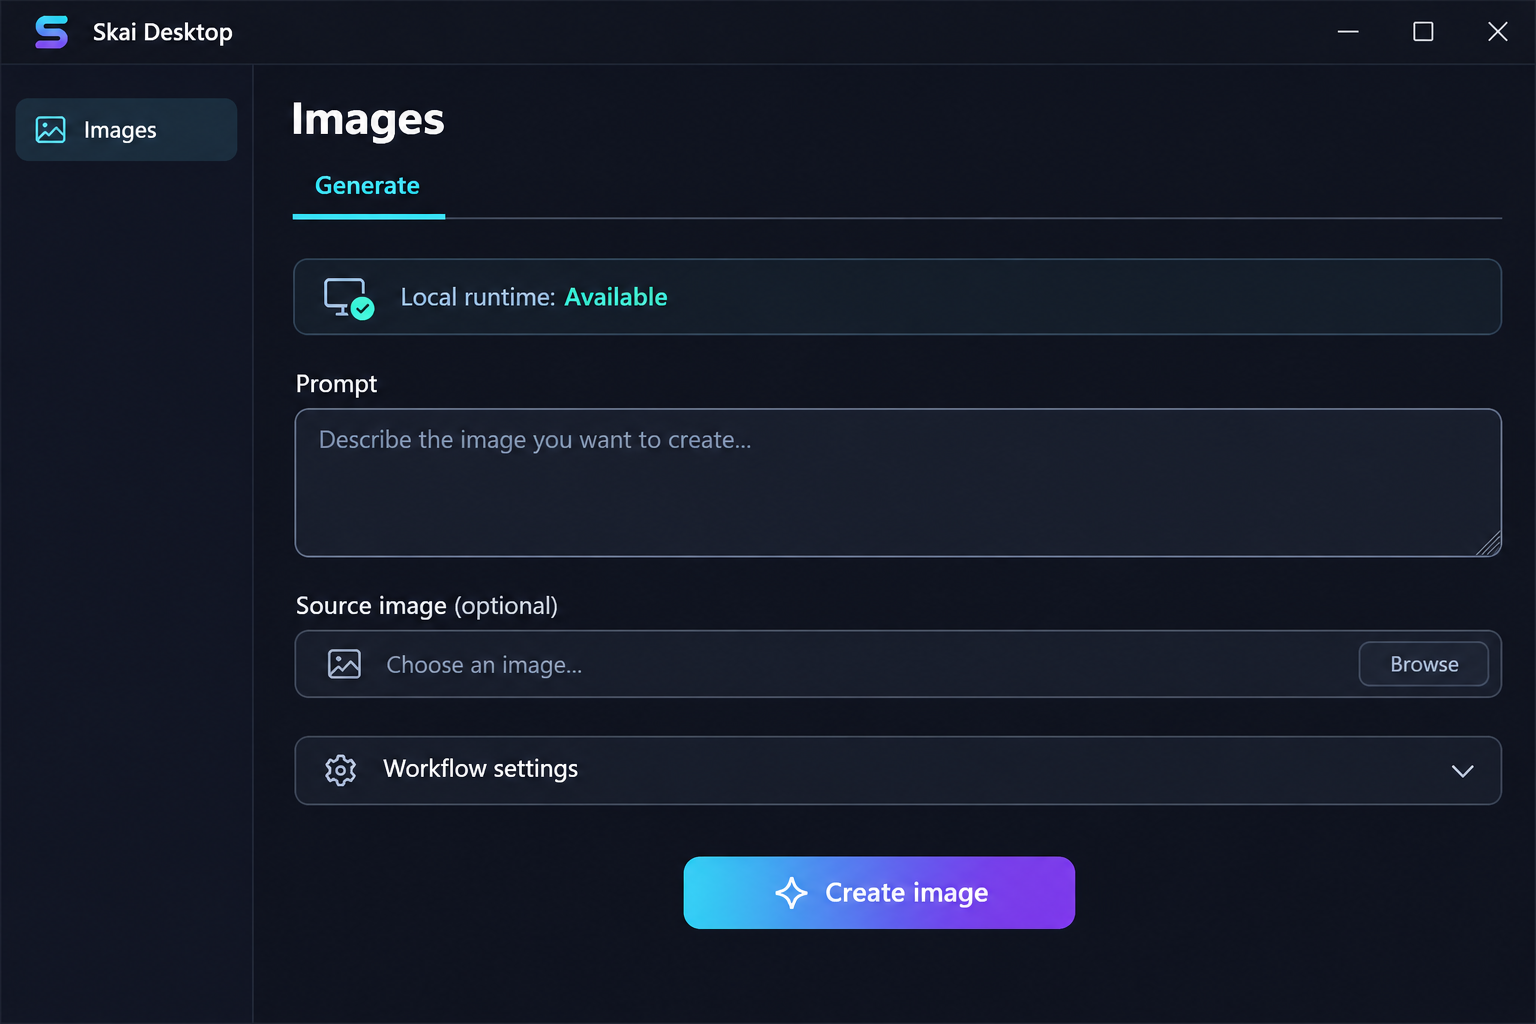 Skai Desktop
Images
Images
Generate
Local runtime: Available
Prompt
Describe the image you want to create...
Source image (optional)
Choose an image...
Browse
Workflow settings
Create image